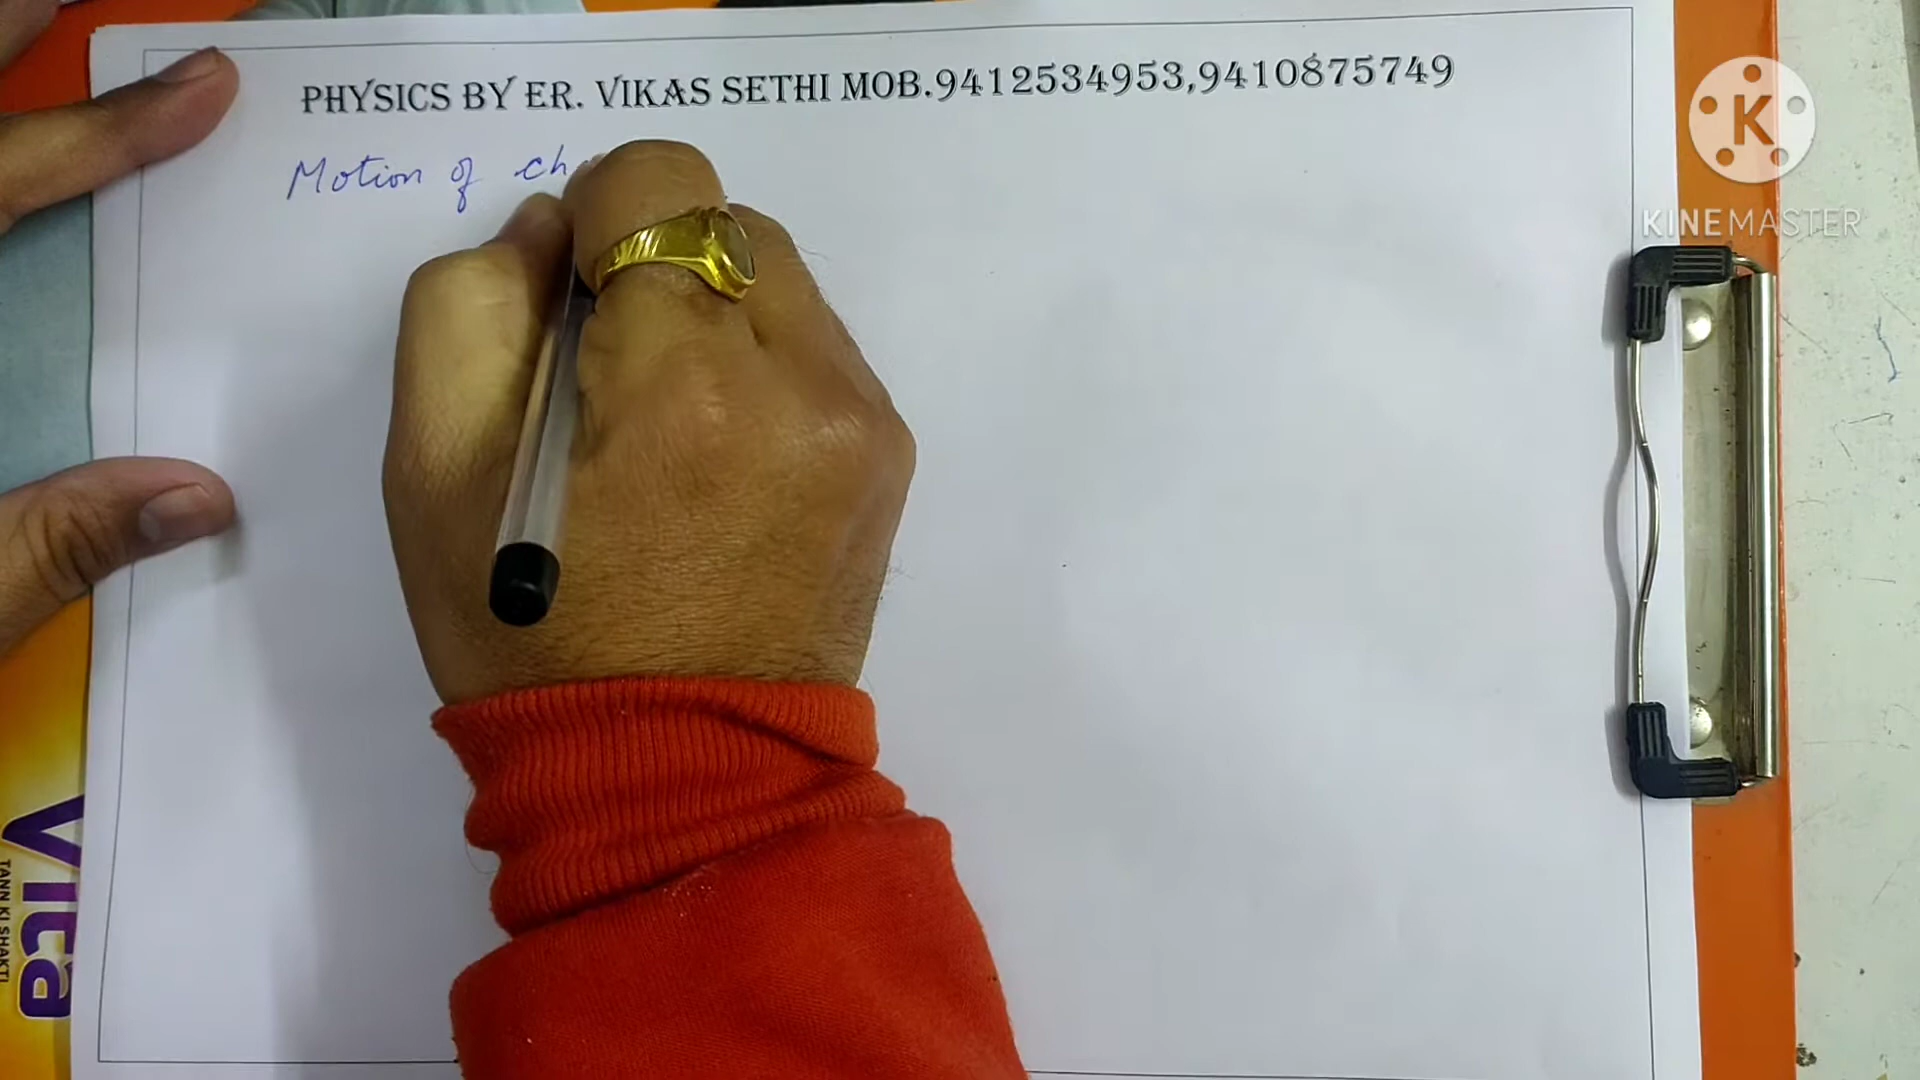 PHYSICS BY ER. VIKAS SETHI MOB.9412534953,9410875749
Motion of ch
K
KINEMASTER
Vita
TANN KI SHAKTI